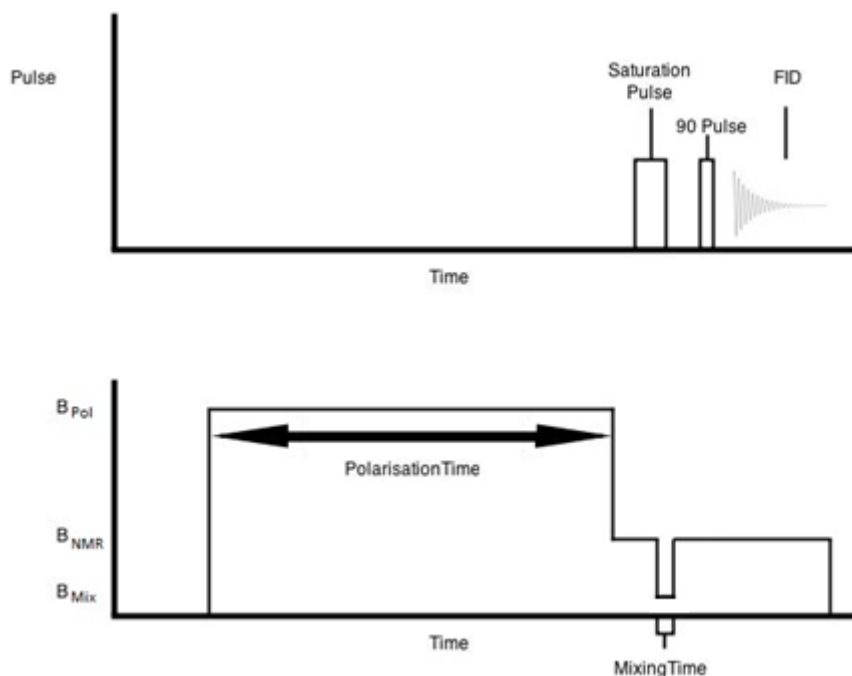 Saturation
Pulse
FID
Pulse
90 Pulse
Time
B Pol
PolarisationTime
B NMR
B Mix
Time
MixingTime